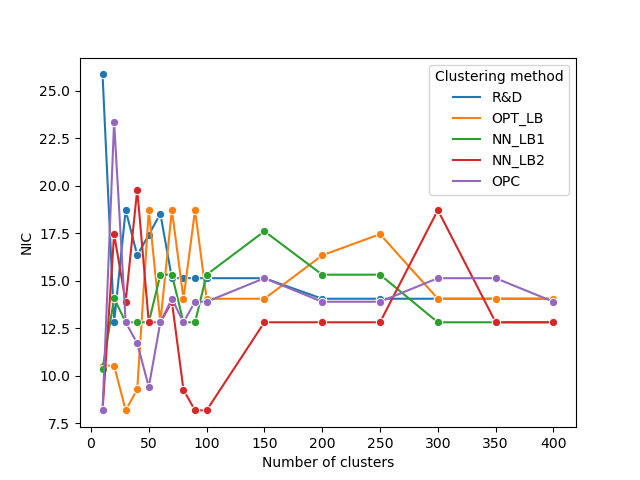 Clustering method
R&D
OPT_LB
NN_LB1
NN_LB2
OPC
NIC
25.0
22.5
20.0
17.5
15.0
12.5
10.0
7.5
0 50 100 150 200 250 300 350 400
Number of clusters